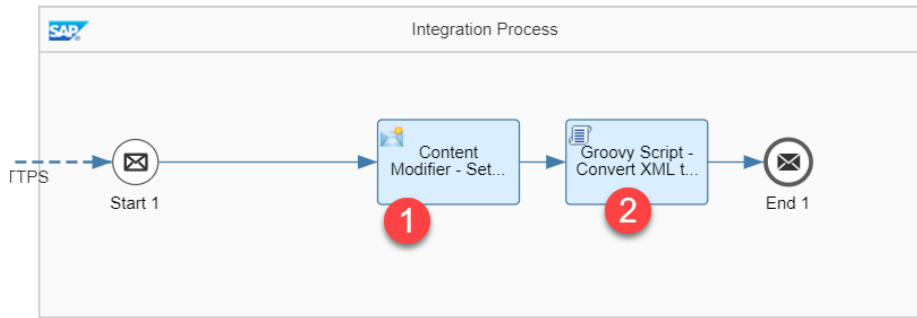 SAP
Integration Process
TTPS
Start 1
Content
Modifier - Set...
1
Groovy Script -
Convert XML t...
2
End 1